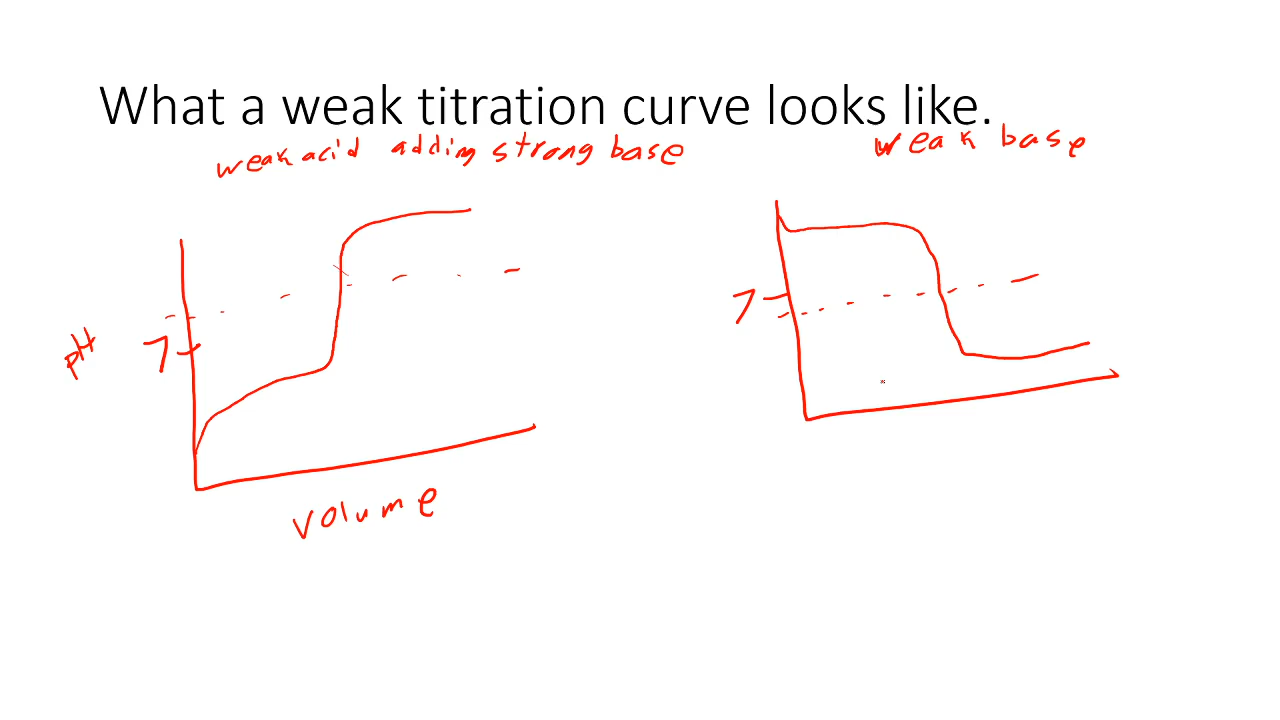 What a weak titration curve looks like.
weak acid adding strong base
weak base
pH
7
7
volume